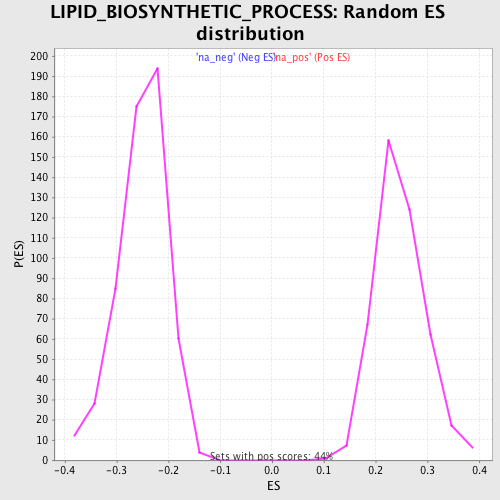 LIPID_BIOSYNTHETIC_PROCESS: Random ES
distribution
'na_neg' (Neg ES)
'na_pos' (Pos ES)
P(ES)
200
190
180
170
160
150
140
130
120
110
100
90
80
70
60
50
40
30
20
10
0
Sets with pos scores: 44%
-0.4 -0.3 -0.2 -0.1 0.0 0.1 0.2 0.3 0.4
ES